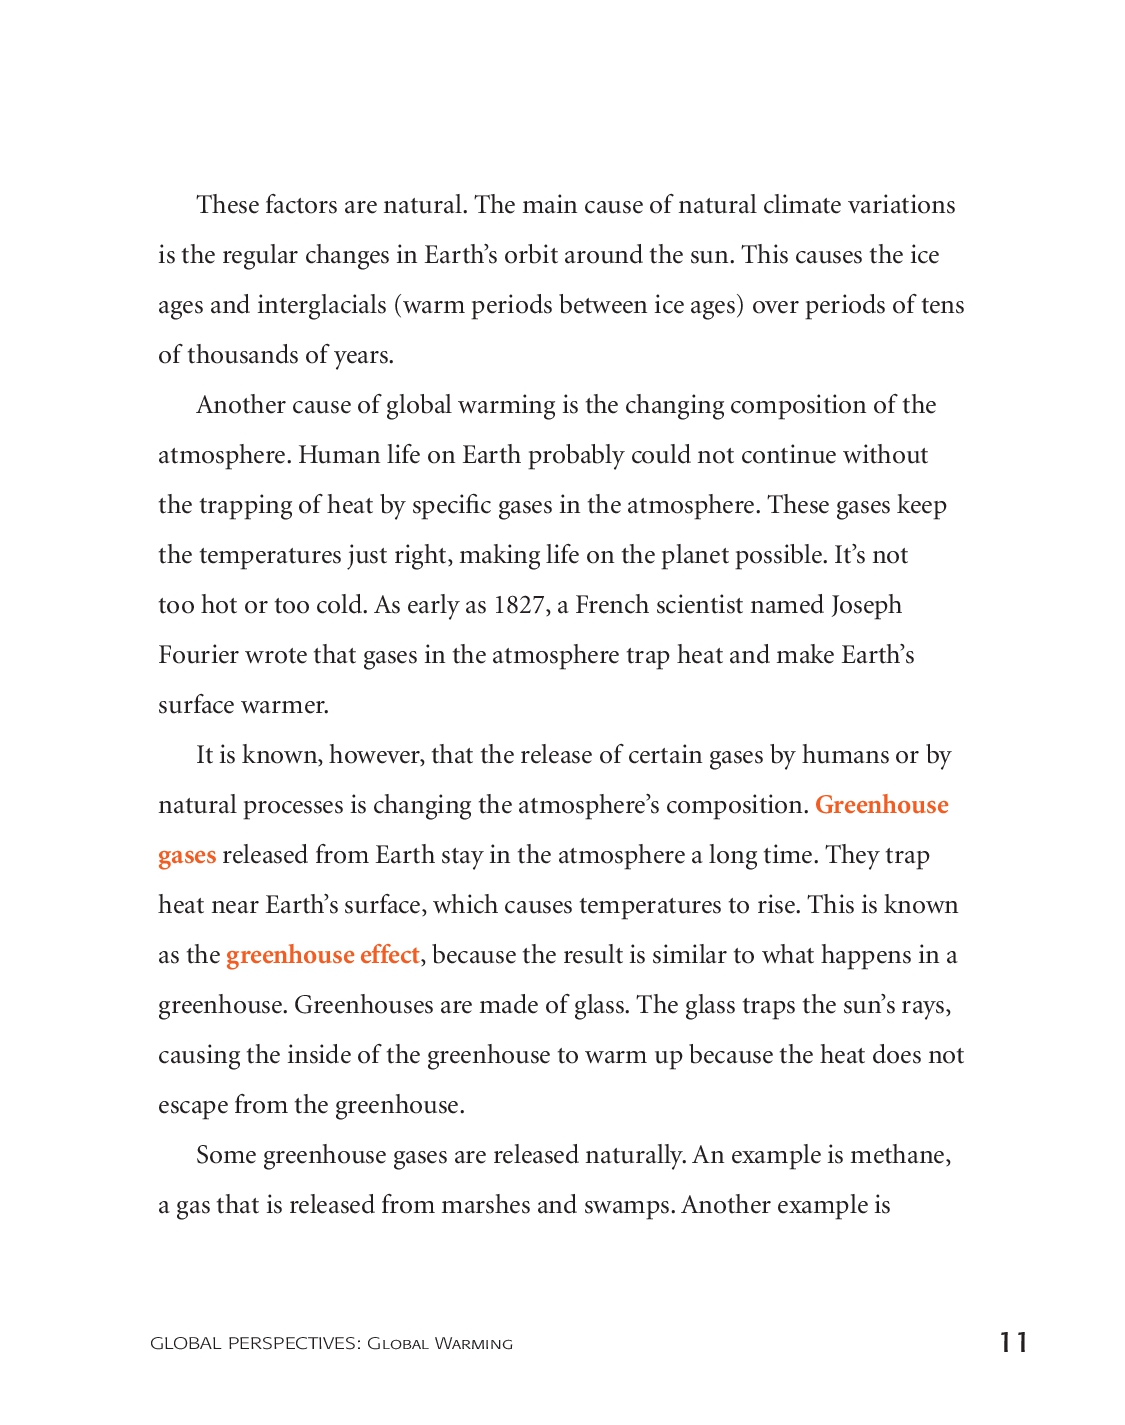 These factors are natural. The main cause of natural climate variations
is the regular changes in Earth’s orbit around the sun. This causes the ice
ages and interglacials (warm periods between ice ages) over periods of tens
of thousands of years.
Another cause of global warming is the changing composition of the
atmosphere. Human life on Earth probably could not continue without
the trapping of heat by specific gases in the atmosphere. These gases keep
the temperatures just right, making life on the planet possible. It’s not
too hot or too cold. As early as 1827, a French scientist named Joseph
Fourier wrote that gases in the atmosphere trap heat and make Earth’s
surface warmer.
It is known, however, that the release of certain gases by humans or by
natural processes is changing the atmosphere’s composition. Greenhouse
gases released from Earth stay in the atmosphere a long time. They trap
heat near Earth’s surface, which causes temperatures to rise. This is known
as the greenhouse effect, because the result is similar to what happens in a
greenhouse. Greenhouses are made of glass. The glass traps the sun’s rays,
causing the inside of the greenhouse to warm up because the heat does not
escape from the greenhouse.
Some greenhouse gases are released naturally. An example is methane,
a gas that is released from marshes and swamps. Another example is
GLOBAL PERSPECTIVES: Global Warming 11